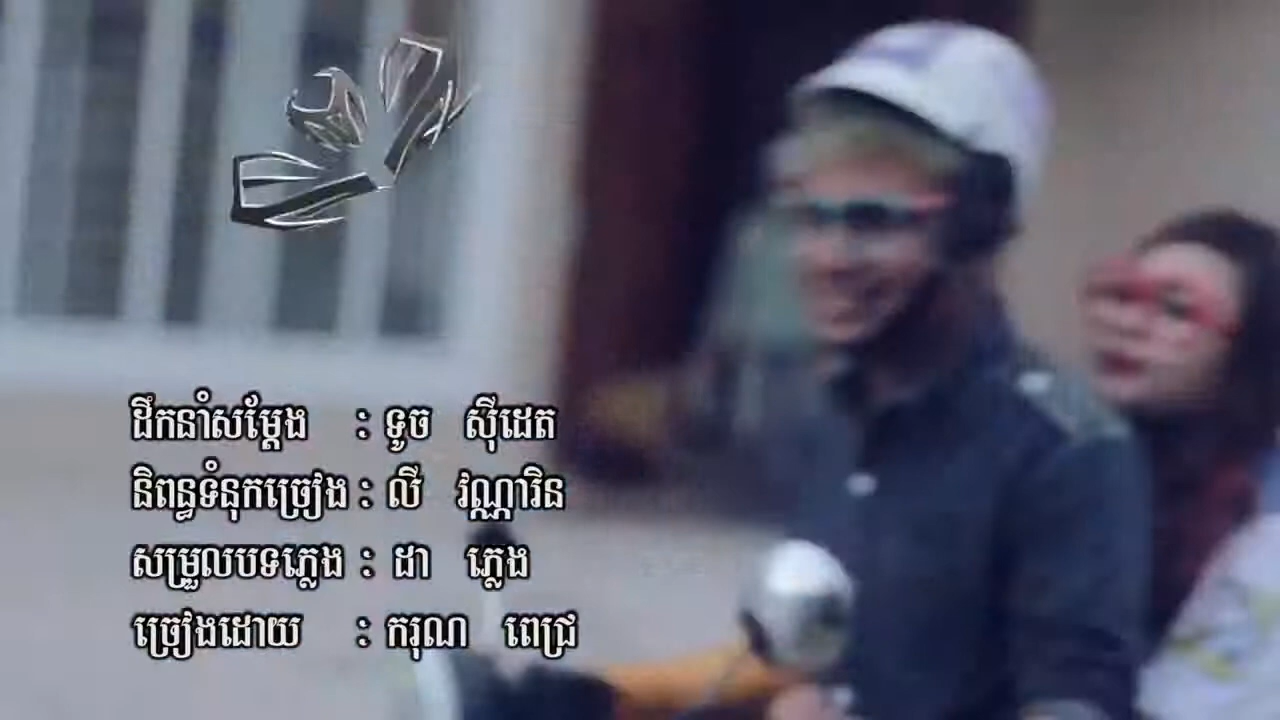 ដឹកនាំសម្ដែង : ទូច ស៊ីដេត
និពន្ធទំនុកច្រៀង : លី វណ្ណារិន
សម្រួលបទភ្លេង : ដា ភ្លេង
ច្រៀងដោយ : ករុណ ពេជ្រ